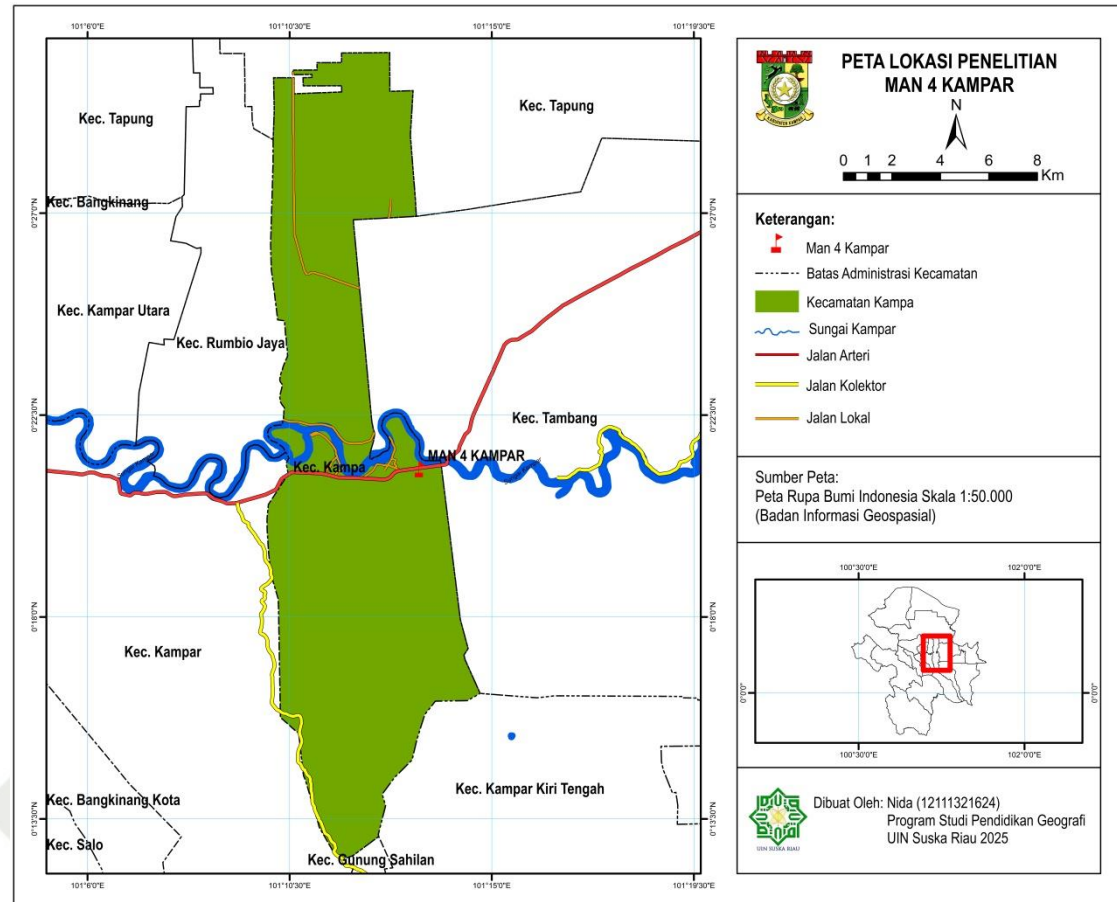 101°6'0"E
101°10'30"E
101°15'0"E
101°19'30"E
0°27'0"N
0°22'30"N
0°18'0"N
0°13'30"N
Kec. Tapung
Kec. Tapung
Kec. Bangkinang
Kec. Kampar Utara
Kec. Rumbio Jaya
Kec. Tambang
MAN 4 KAMPAR
Kec. Kampa
Kec. Kampar
Kec. Kampar Kiri Tengah
Kec. Bangkinang Kota
Kec. Salo
Kec. Gunung Sahilan
0°27'0"N
0°22'30"N
0°18'0"N
0°13'30"N
101°6'0"E
101°10'30"E
101°15'0"E
101°19'30"E
KABUPATEN KAMPAR
PETA LOKASI PENELITIAN
MAN 4 KAMPAR
N
0 1 2 4 6 8
Km
Keterangan:
Man 4 Kampar
Batas Administrasi Kecamatan
Kecamatan Kampa
Sungai Kampar
Jalan Arteri
Jalan Kolektor
Jalan Lokal
Sumber Peta:
Peta Rupa Bumi Indonesia Skala 1:50.000
(Badan Informasi Geospasial)
100°30'0"E
102°0'0"E
0°0'0"
0°0'0"
100°30'0"E
102°0'0"E
UIN SUSKA RIAU
Dibuat Oleh: Nida (12111321624)
Program Studi Pendidikan Geografi
UIN Suska Riau 2025